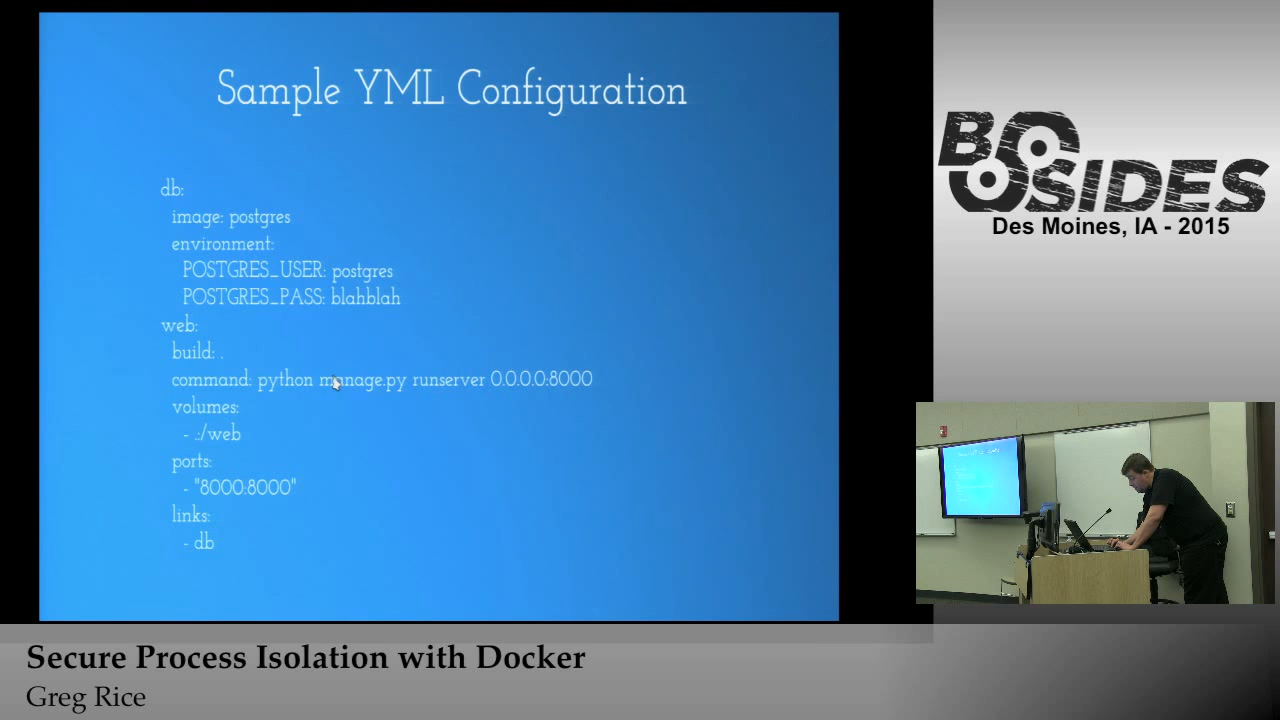 Sample YML Configuration
db:
image: postgres
environment:
POSTGRES_USER: postgres
POSTGRES_PASS: blahblah
web:
build: .
command: python manage.py runserver 0.0.0.0:8000
volumes:
- .:/web
ports:
- "8000:8000"
links:
- db
BSIDES
Des Moines, IA - 2015
Secure Process Isolation with Docker
Greg Rice